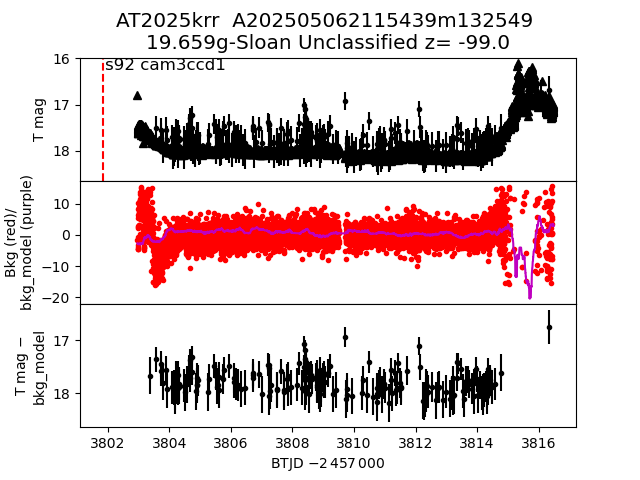 AT2025krr  A202505062115439m132549
19.659g-Sloan Unclassified z= -99.0
s92 cam3ccd1
T mag
16
17
18
Bkg (red)/
bkg_model (purple)
10
0
−10
−20
T mag −
bkg_model
17
18
3802 3804 3806 3808 3810 3812 3814 3816
BTJD −2 457 000